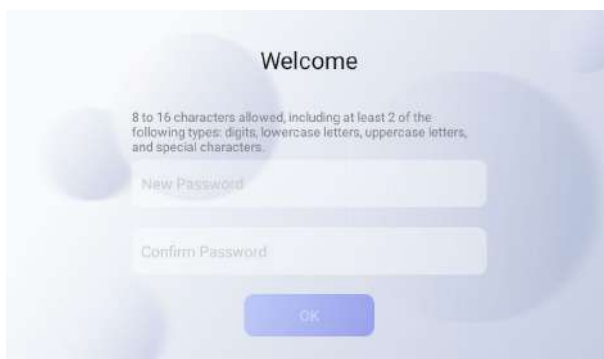 Welcome
8 to 16 characters allowed, including at least 2 of the
following types: digits, lowercase letters, uppercase letters,
and special characters.
New Password
Confirm Password
OK